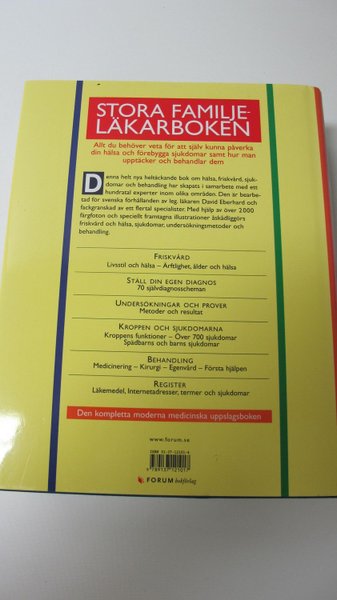 STORA FAMILJE-
LÄKARBOKEN
Allt du behöver veta för att själv kunna påverka
din hälsa och förebygga sjukdomar samt hur man
upptäcker och behandlar dem
Denna helt nya heltäckande bok om hälsa, friskvård, sjuk-
domar och behandling har skapats i samarbete med ett
hundratal experter inom olika områden. Den är bearbe-
tad för svenska förhållanden av leg. läkaren David Eberhard och
fackgranskad av ett flertal specialister. Med hjälp av över 2000
färgfoton och speciellt framtagna illustrationer åskådliggörs
friskvård och hälsa, sjukdomar, undersökningsmetoder och
behandling.
FRISKVÅRD
Livsstil och hälsa – Ärftlighet, ålder och hälsa
STÄLL DIN EGEN DIAGNOS
70 självdiagnosscheman
UNDERSÖKNINGAR OCH PROVER
Metoder och resultat
KROPPEN OCH SJUKDOMARNA
Kroppens funktioner – Över 700 sjukdomar
Spädbarns och barns sjukdomar
BEHANDLING
Medicinering – Kirurgi – Egenvård – Första hjälpen
REGISTER
Läkemedel, Internetadresser, termer och sjukdomar
Den kompletta moderna medicinska uppslagsboken
www.forum.se
FORUM bokförlag